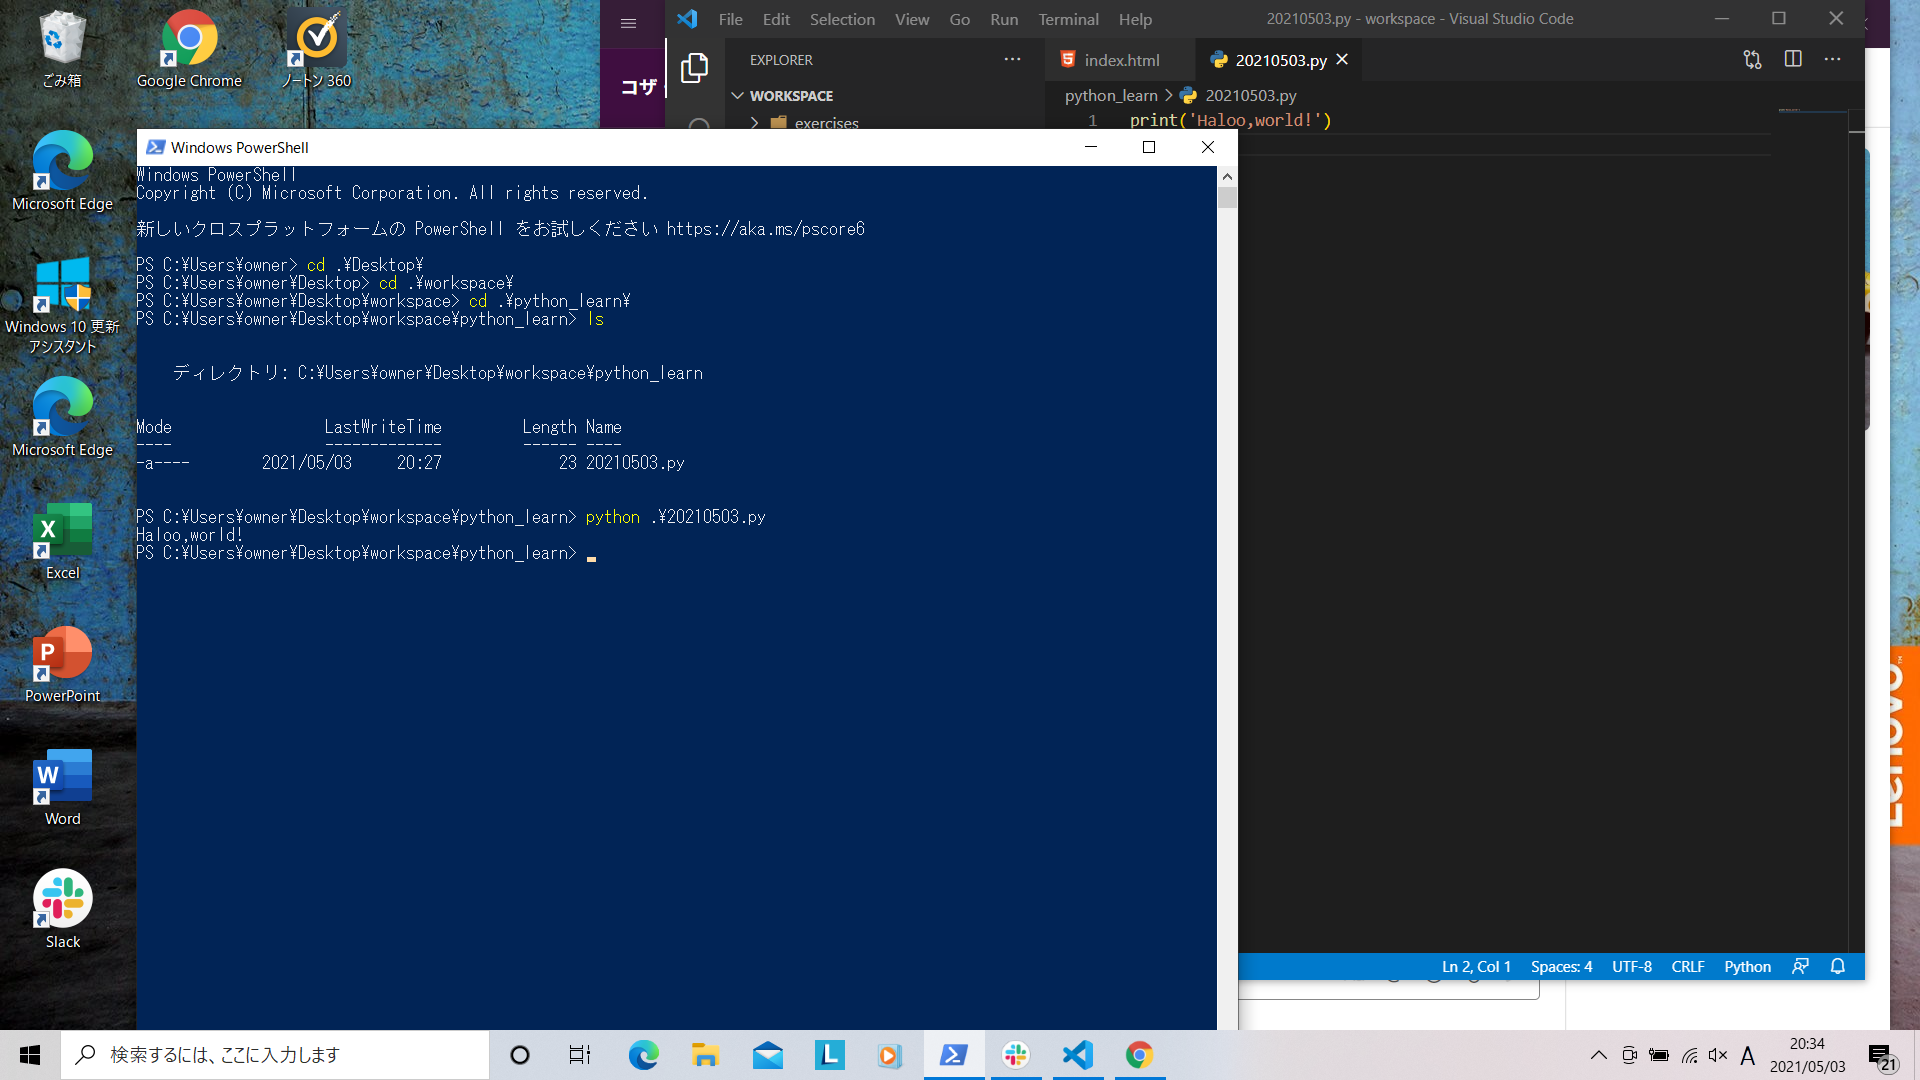 ごみ箱
Google Chrome
ノートン 360
Microsoft Edge
Windows 10 更新
アシスタント
Microsoft Edge
Excel
PowerPoint
Word
Slack
コザ
File Edit Selection View Go Run Terminal Help
20210503.py - workspace - Visual Studio Code
EXPLORER
WORKSPACE
exercises
index.html
20210503.py
python_learn > 20210503.py
1 print('Haloo,world!')
Windows PowerShell
Windows PowerShell
Copyright (C) Microsoft Corporation. All rights reserved.
新しいクロスプラットフォームの PowerShell をお試しください https://aka.ms/pscore6
PS C:¥Users¥owner> cd .¥Desktop¥
PS C:¥Users¥owner¥Desktop> cd .¥workspace¥
PS C:¥Users¥owner¥Desktop¥workspace> cd .¥python_learn¥
PS C:¥Users¥owner¥Desktop¥workspace¥python_learn> ls
ディレクトリ: C:¥Users¥owner¥Desktop¥workspace¥python_learn
Mode LastWriteTime Length Name
---- ------------- ------ ----
-a---- 2021/05/03 20:27 23 20210503.py
PS C:¥Users¥owner¥Desktop¥workspace¥python_learn> python .¥20210503.py
Haloo,world!
PS C:¥Users¥owner¥Desktop¥workspace¥python_learn>
Ln 2, Col 1 Spaces: 4 UTF-8 CRLF Python
Lenovo
検索するには、ここに入力します
A
20:34
2021/05/03
21